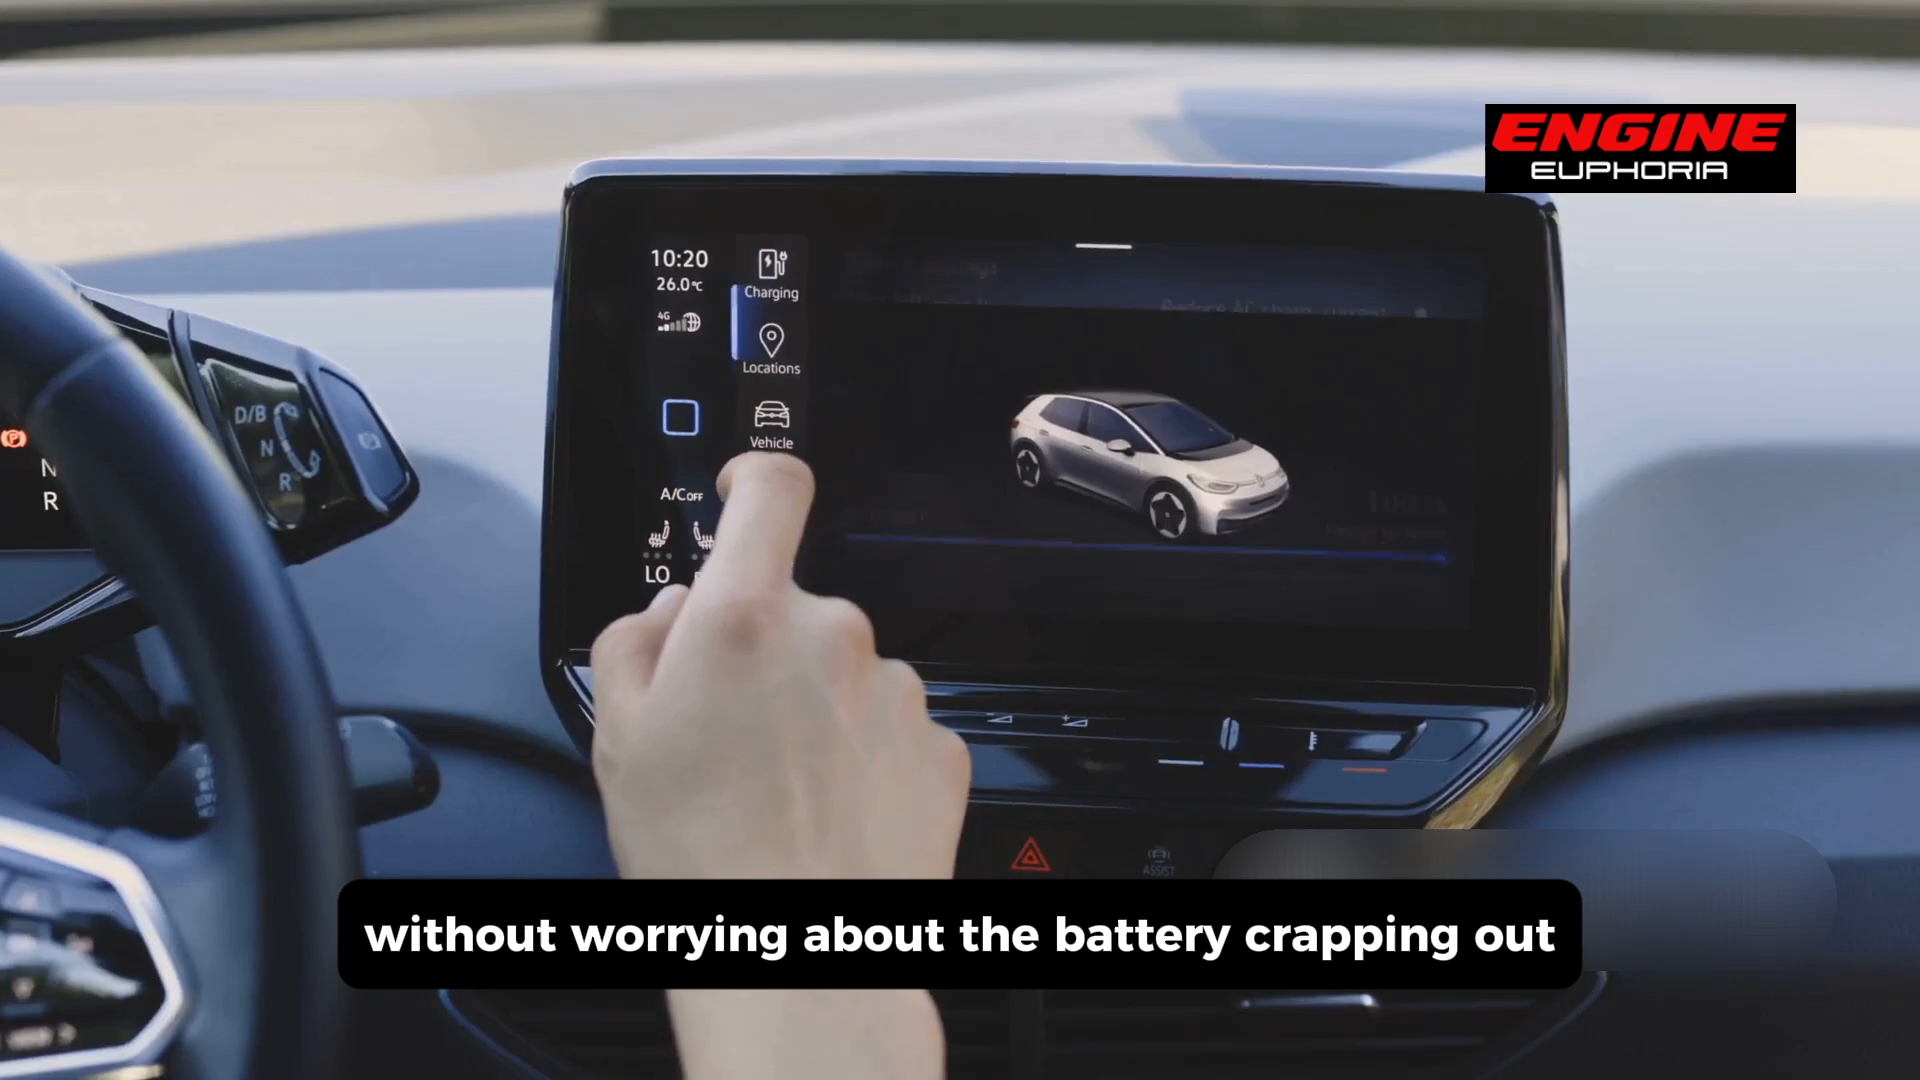 ENGINE
EUPHORIA
10:20
26.0°C
4G
Charging
Locations
Vehicle
A/C OFF
LO
D/B
N
R
N
R
P
ASSIST
without worrying about the battery crapping out